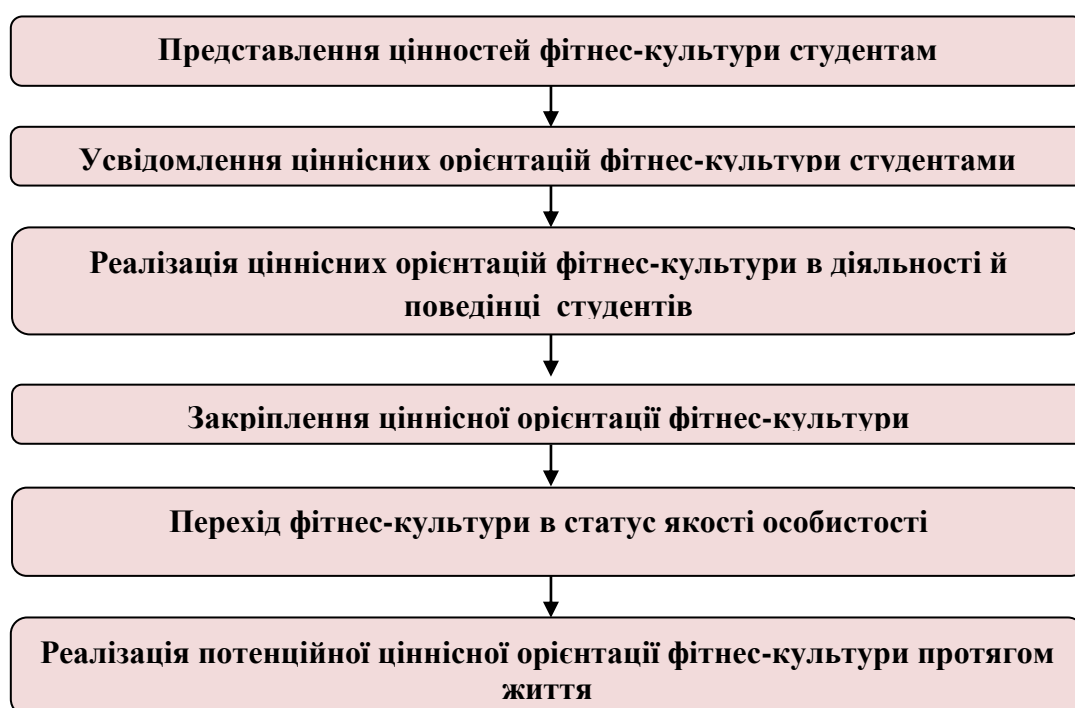 Представлення цінностей фітнес-культури студентам
Усвідомлення ціннісних орієнтацій фітнес-культури студентами
Реалізація ціннісних орієнтацій фітнес-культури в діяльності й
поведінці студентів
Закріплення ціннісної орієнтації фітнес-культури
Перехід фітнес-культури в статус якості особистості
Реалізація потенційної ціннісної орієнтації фітнес-культури протягом
життя